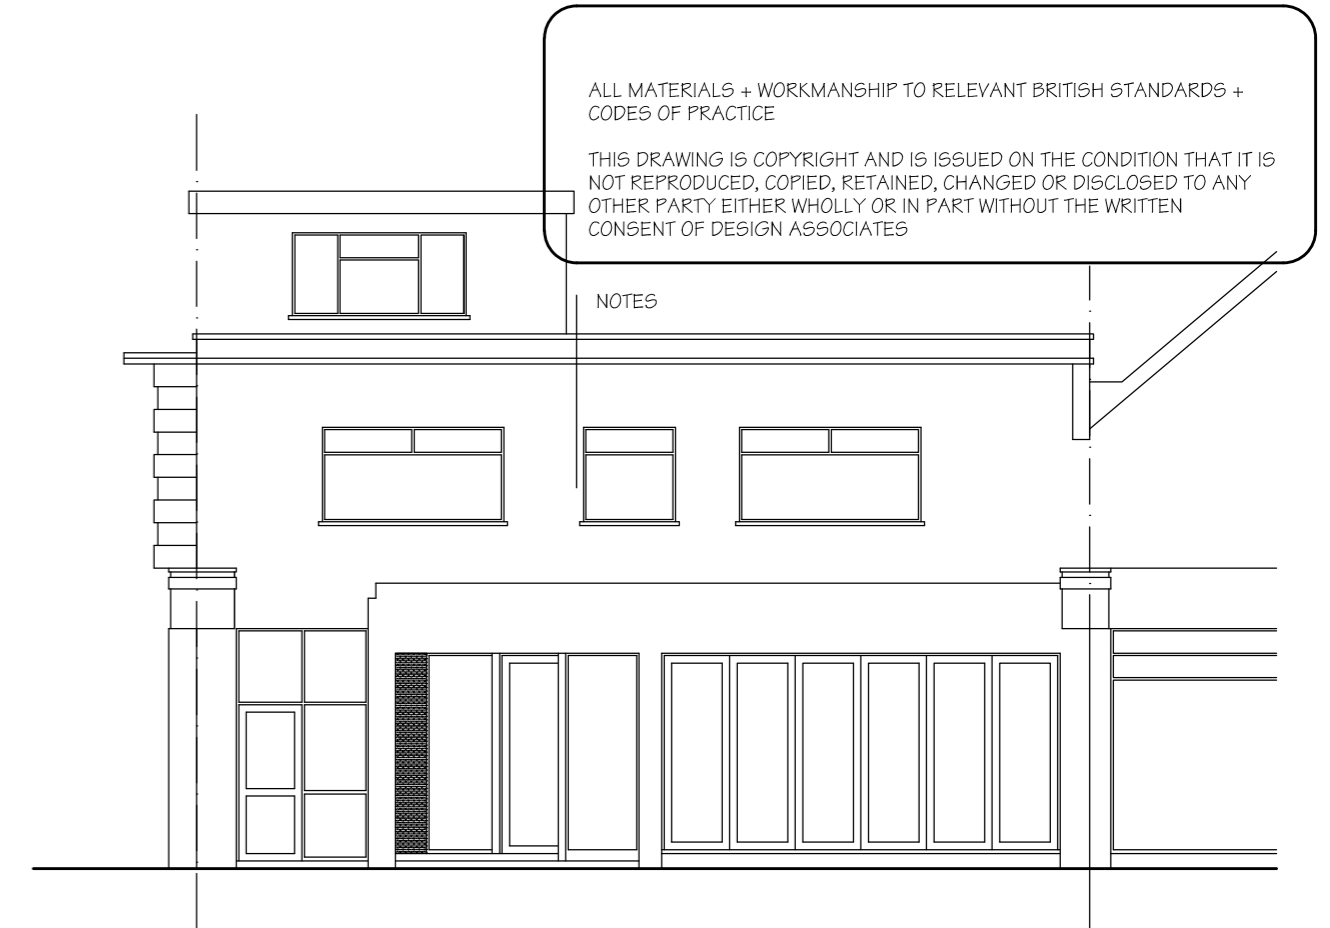 ALL MATERIALS + WORKMANSHIP TO RELEVANT BRITISH STANDARDS +
CODES OF PRACTICE
THIS DRAWING IS COPYRIGHT AND IS ISSUED ON THE CONDITION THAT IT IS
NOT REPRODUCED, COPIED, RETAINED, CHANGED OR DISCLOSED TO ANY
OTHER PARTY EITHER WHOLLY OR IN PART WITHOUT THE WRITTEN
CONSENT OF DESIGN ASSOCIATES
NOTES